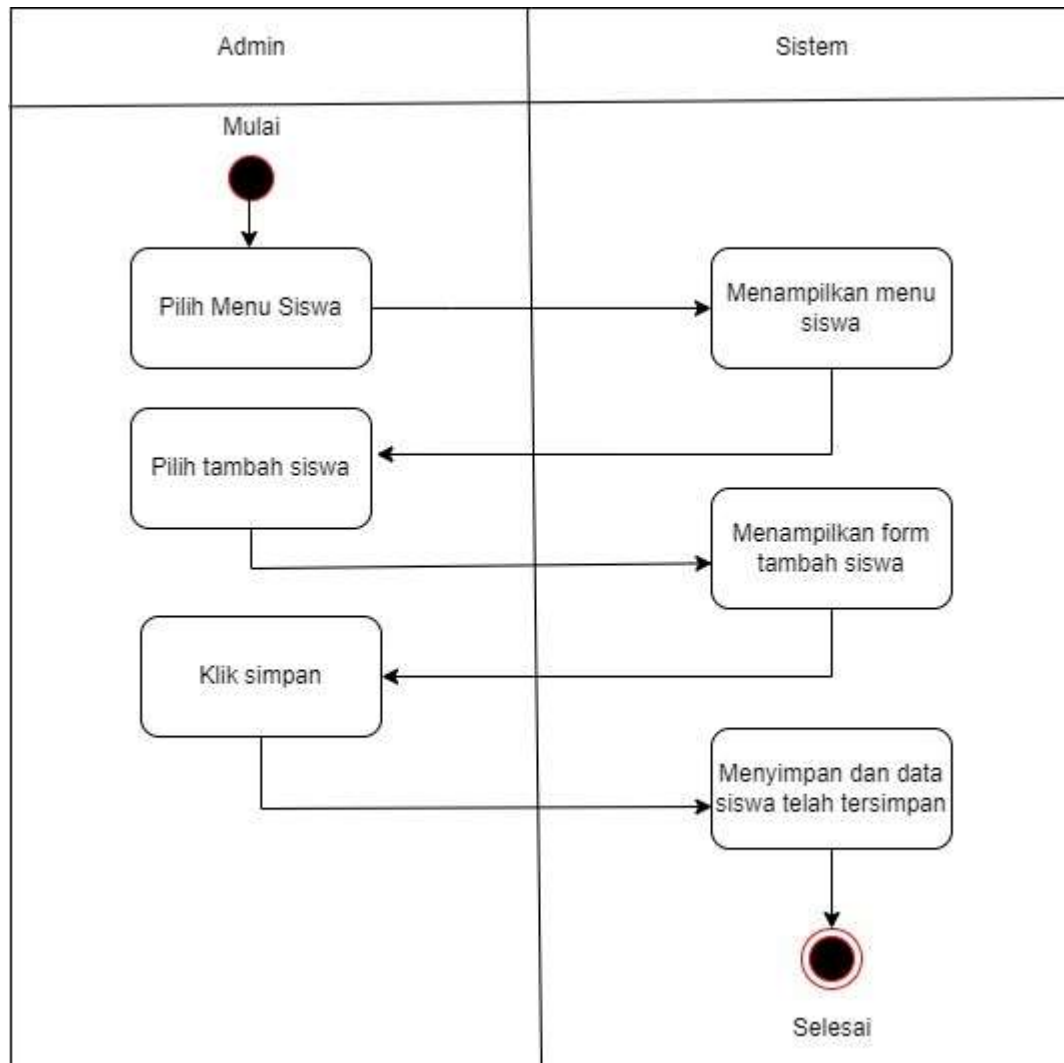 Admin
Sistem
Mulai
Pilih Menu Siswa
Menampilkan menu
siswa
Pilih tambah siswa
Menampilkan form
tambah siswa
Klik simpan
Menyimpan dan data
siswa telah tersimpan
Selesai